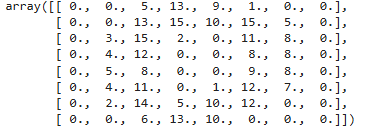 array([[ 0., 0., 5., 13., 9., 1., 0., 0.],
[ 0., 0., 13., 15., 10., 15., 5., 0.],
[ 0., 3., 15., 2., 0., 11., 8., 0.],
[ 0., 4., 12., 0., 0., 8., 8., 0.],
[ 0., 5., 8., 0., 0., 9., 8., 0.],
[ 0., 4., 11., 0., 1., 12., 7., 0.],
[ 0., 2., 14., 5., 10., 12., 0., 0.],
[ 0., 0., 6., 13., 10., 0., 0., 0.]])